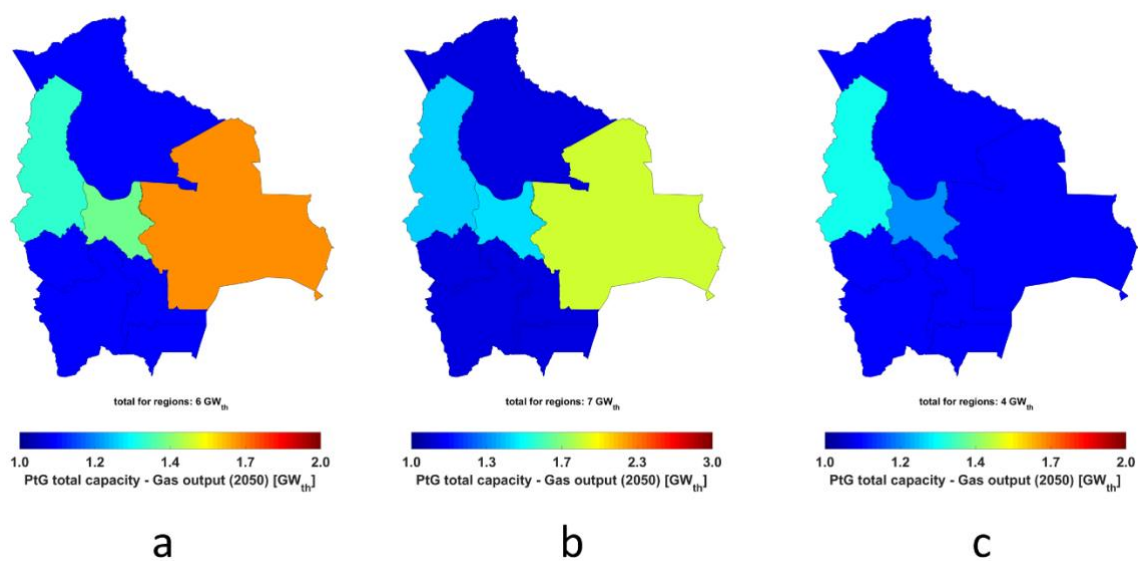 total for regions: 6 GWth
total for regions: 7 GWth
total for regions: 4 GWth
1.0 1.2 1.4 1.7 2.0
1.0 1.3 1.7 2.3 3.0
1.0 1.2 1.4 1.7 2.0
PtG total capacity - Gas output (2050) [GWth]
PtG total capacity - Gas output (2050) [GWth]
PtG total capacity - Gas output (2050) [GWth]
a
b
c